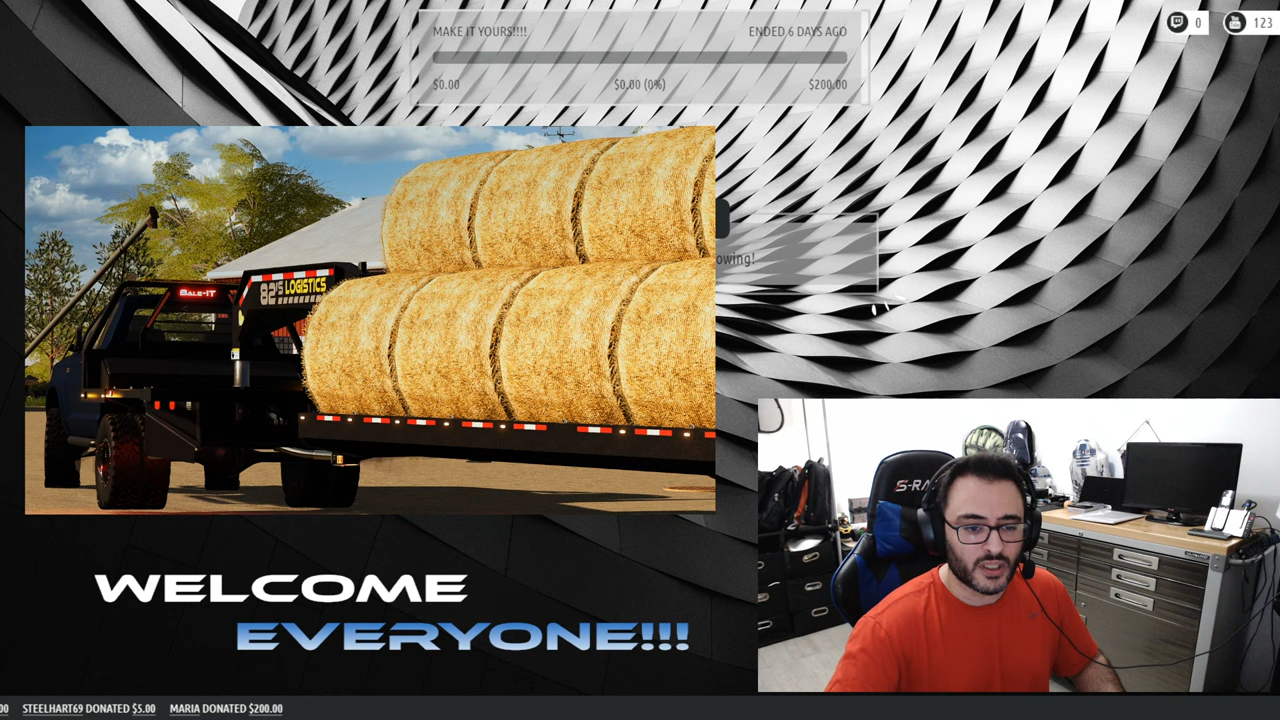 MAKE IT YOURS!!!! ENDED 6 DAYS AGO
$0.00 $0.00 (0%) $200.00
0 123
BALE-IT
82'S LOGISTICS
owing!
S-RA
WELCOME
EVERYONE!!!
00 STEELHART69 DONATED $5.00 MARIA DONATED $200.00